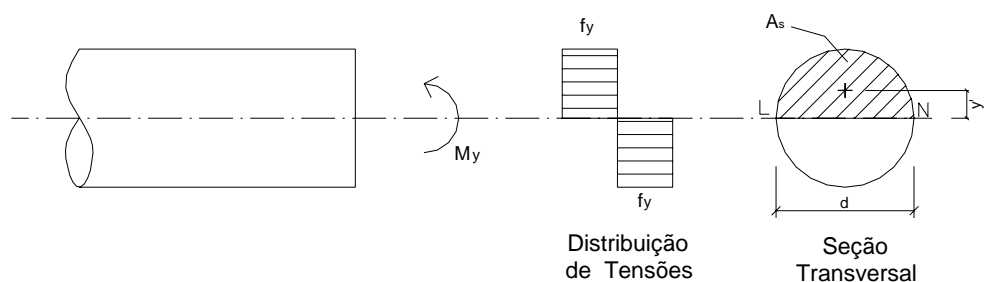 fy
As
L N
y'
My
fy
d
Distribuição
de Tensões
Seção
Transversal